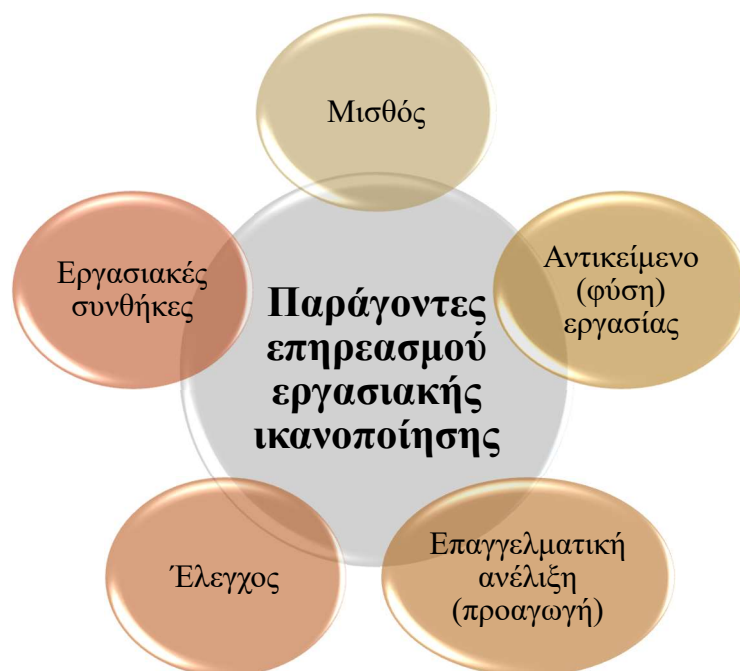 Μισθός
Αντικείμενο
(φύση)
εργασίας
Επαγγελματική
ανέλιξη
(προαγωγή)
Έλεγχος
Εργασιακές
συνθήκες
Παράγοντες
επηρεασμού
εργασιακής
ικανοποίησης